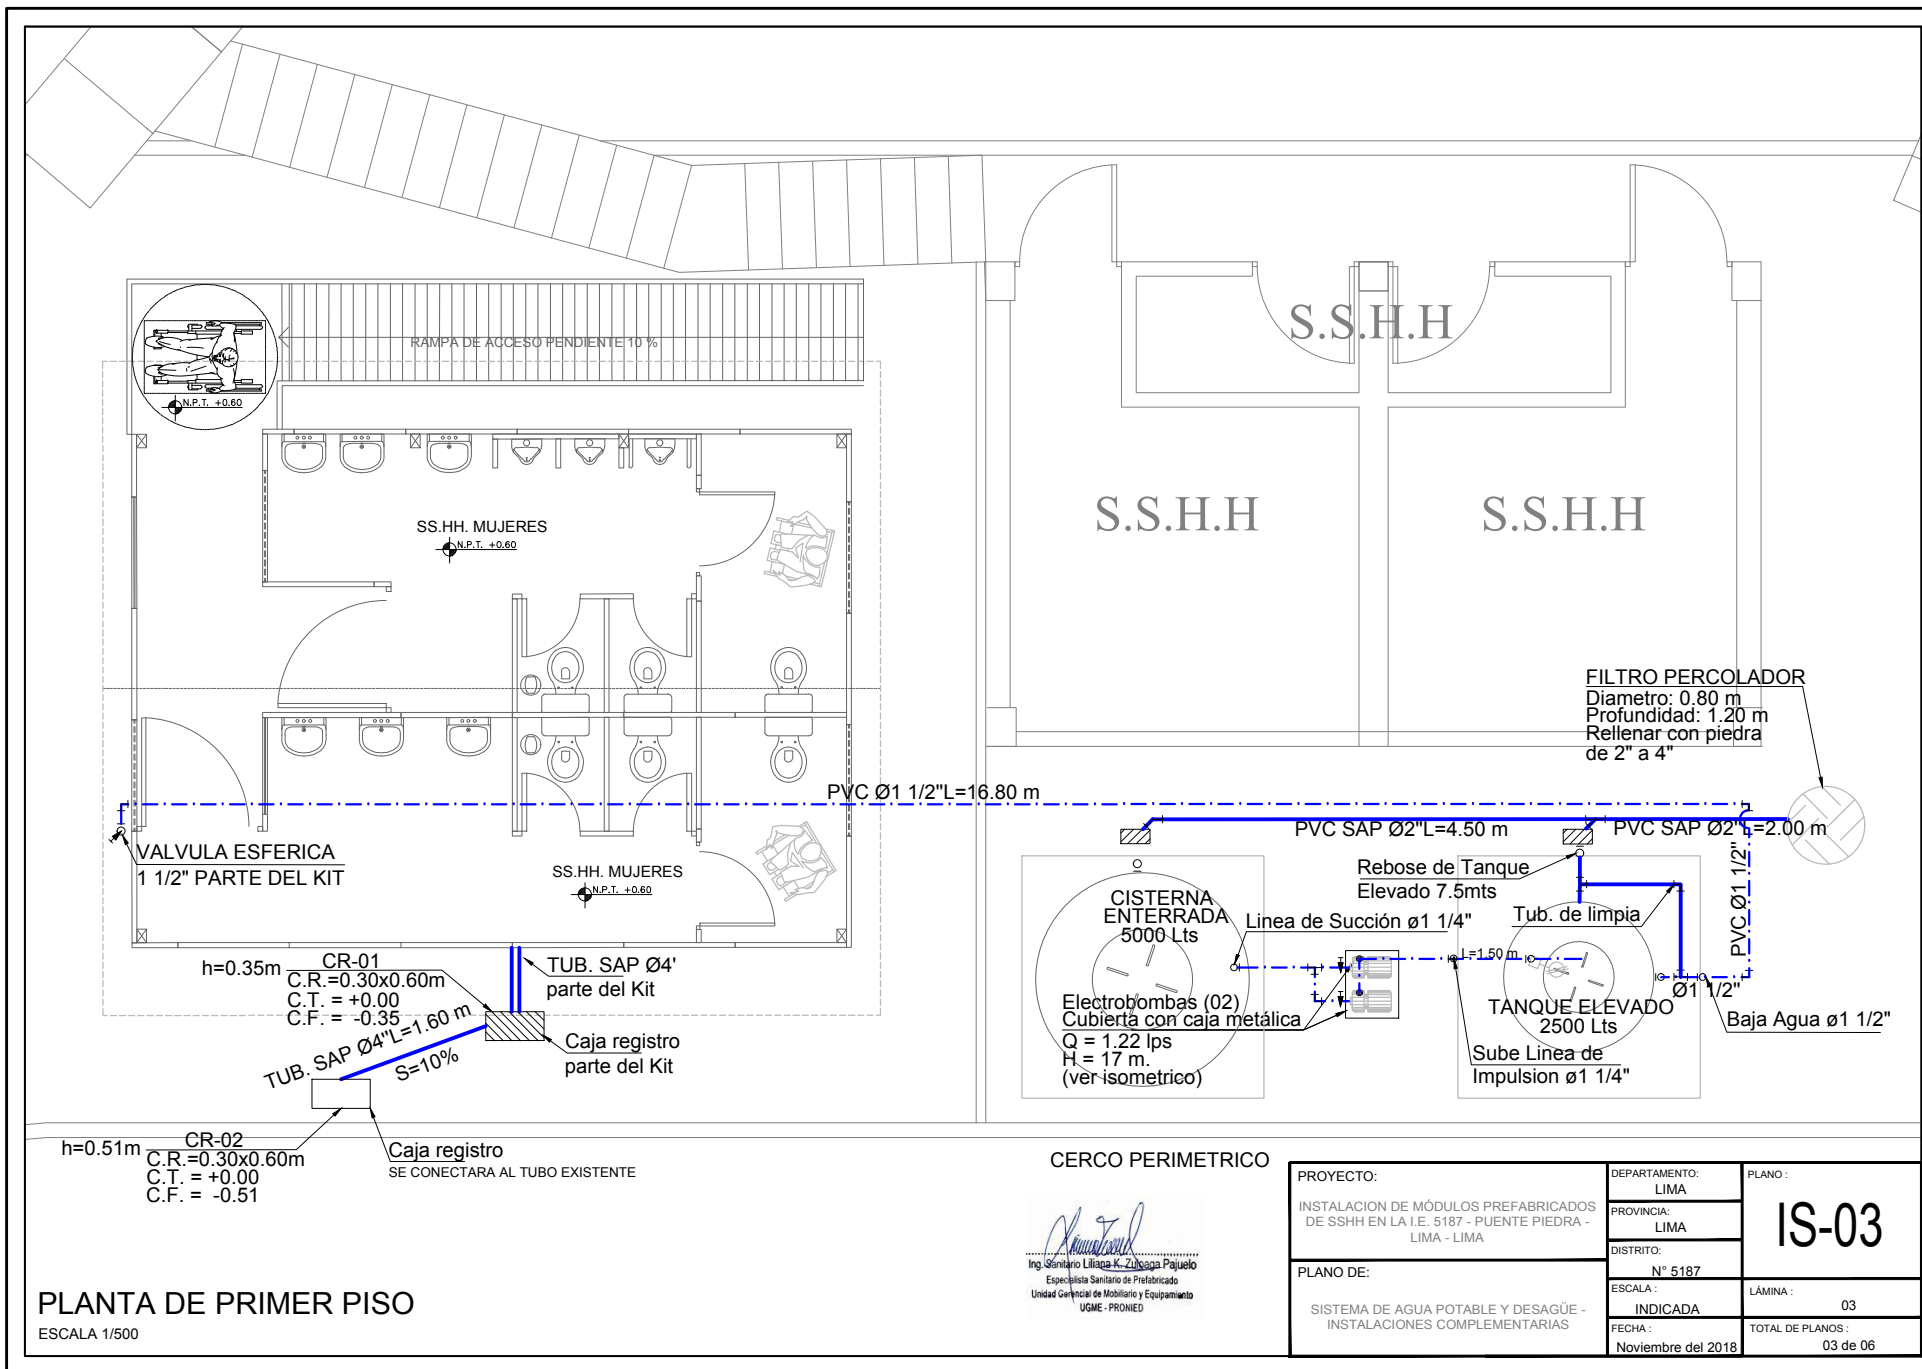 RAMPA DE ACCESO PENDIENTE 10 %
N.P.T. +0.60
S.S.H.H
SS.HH. MUJERES
N.P.T. +0.60
S.S.H.H
S.S.H.H
FILTRO PERCOLADOR
Diametro: 0.80 m
Profundidad: 1.20 m
Rellenar con piedra
de 2" a 4"
PVC Ø1 1/2"L=16.80 m
PVC SAP Ø2"L=4.50 m
PVC SAP Ø2"L=2.00 m
VALVULA ESFERICA
1 1/2" PARTE DEL KIT
SS.HH. MUJERES
N.P.T. +0.60
Rebose de Tanque
Elevado 7.5mts
PVC Ø1 1/2"
CISTERNA
ENTERRADA
5000 Lts
Linea de Succión ø1 1/4"
Tub. de limpia
L=1.50 m
Ø1 1/2"
TANQUE ELEVADO
2500 Lts
Baja Agua ø1 1/2"
Electrobombas (02)
Cubierta con caja metálica
Q = 1.22 lps
H = 17 m.
(ver isometrico)
Sube Linea de
Impulsion ø1 1/4"
h=0.35m
CR-01
C.R.=0.30x0.60m
C.T. = +0.00
C.F. = -0.35
TUB. SAP Ø4'
parte del Kit
TUB. SAP Ø4"L=1.60 m
S=10%
Caja registro
parte del Kit
h=0.51m
CR-02
C.R.=0.30x0.60m
C.T. = +0.00
C.F. = -0.51
Caja registro
SE CONECTARA AL TUBO EXISTENTE
CERCO PERIMETRICO
Ing. Sanitario Liliana K. Zuloaga Pajuelo
Especialista Sanitario de Prefabricado
Unidad Gerencial de Mobiliario y Equipamiento
UGME - PRONIED
PLANTA DE PRIMER PISO
ESCALA 1/500
PROYECTO:
INSTALACION DE MÓDULOS PREFABRICADOS
DE SSHH EN LA I.E. 5187 - PUENTE PIEDRA -
LIMA - LIMA
PLANO DE:
SISTEMA DE AGUA POTABLE Y DESAGÜE -
INSTALACIONES COMPLEMENTARIAS
DEPARTAMENTO:
LIMA
PROVINCIA:
LIMA
DISTRITO:
N° 5187
ESCALA :
INDICADA
FECHA :
Noviembre del 2018
PLANO :
IS-03
LÁMINA :
03
TOTAL DE PLANOS :
03 de 06